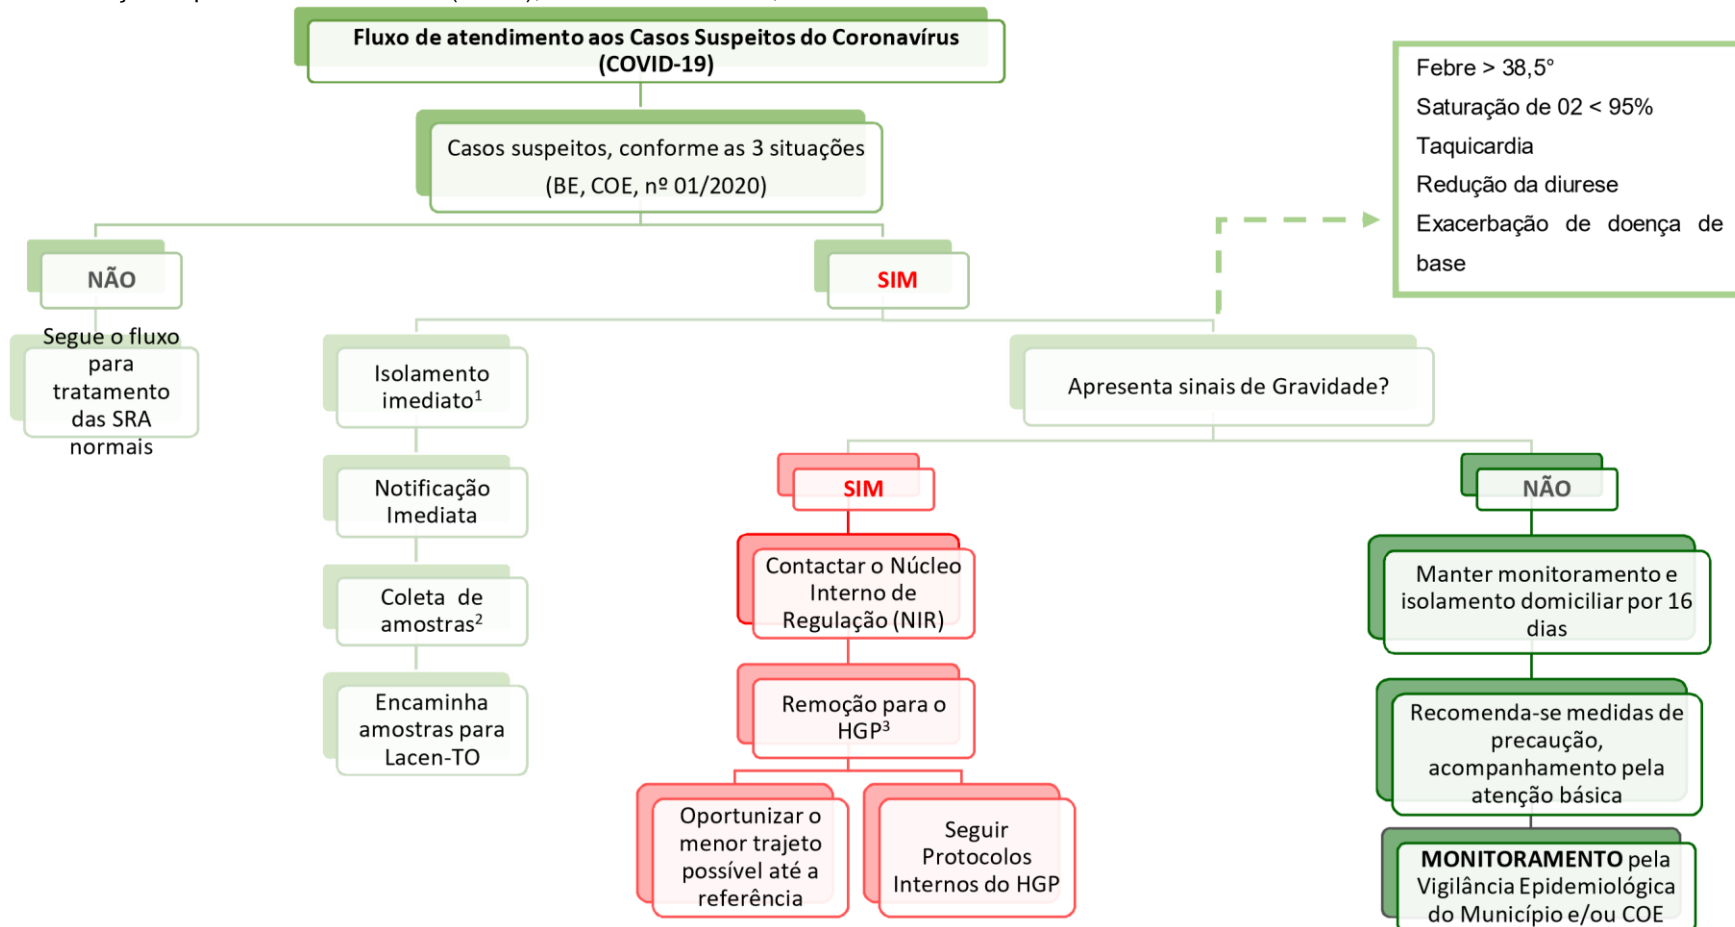 Fluxo de atendimento aos Casos Suspeitos do Coronavírus
(COVID-19)
Febre > 38,5°
Saturação de 02 < 95%
Taquicardia
Redução da diurese
Exacerbação de doença de
base
Casos suspeitos, conforme as 3 situações
(BE, COE, nº 01/2020)
NÃO
SIM
Segue o fluxo
para
tratamento
das SRA
normais
Isolamento
imediato¹
Notificação
Imediata
Coleta de
amostras²
Encaminha
amostras para
Lacen-TO
Apresenta sinais de Gravidade?
SIM
Contactar o Núcleo
Interno de
Regulação (NIR)
Remoção para o
HGP³
Oportunizar o
menor trajeto
possível até a
referência
Seguir
Protocolos
Internos do HGP
NÃO
Manter monitoramento e
isolamento domiciliar por 16
dias
Recomenda-se medidas de
precaução,
acompanhamento pela
atenção básica
MONITORAMENTO pela
Vigilância Epidemiológica
do Município e/ou COE